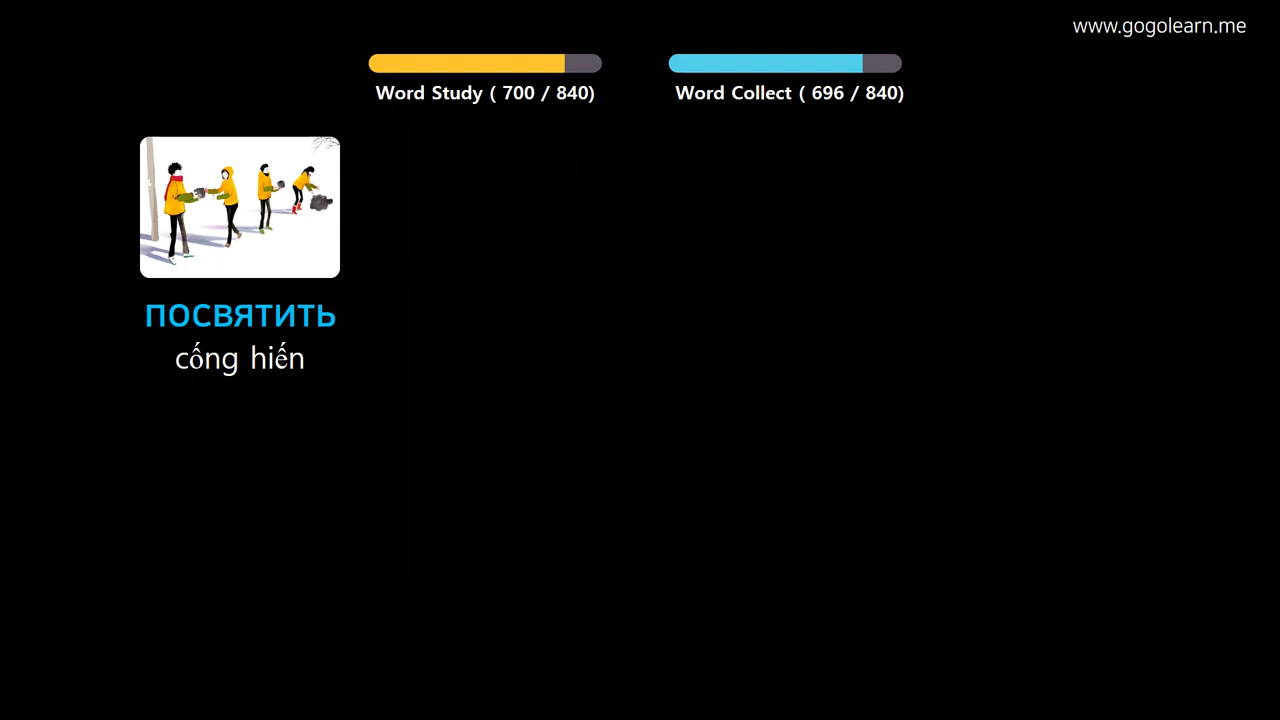 www.gogolearn.me
Word Study ( 700 / 840)
Word Collect ( 696 / 840)
посвятить
cống hiến